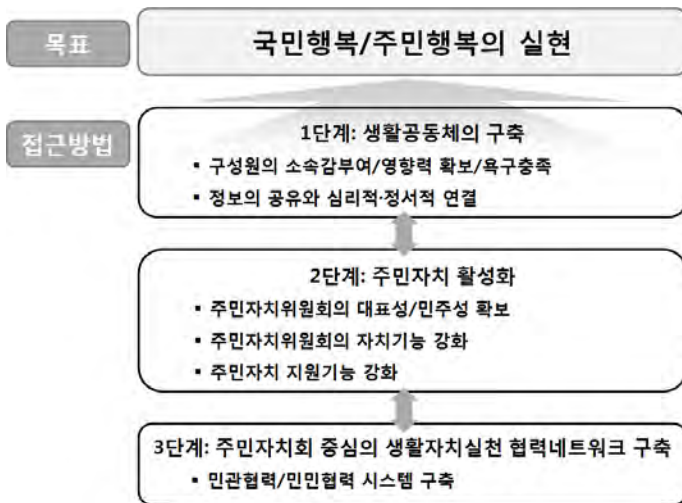 목표
국민행복/주민행복의 실현
접근방법
1단계: 생활공동체의 구축
▪ 구성원의 소속감부여/영향력 확보/욕구충족
▪ 정보의 공유와 심리적·정서적 연결
2단계: 주민자치 활성화
▪ 주민자치위원회의 대표성/민주성 확보
▪ 주민자치위원회의 자치기능 강화
▪ 주민자치 지원기능 강화
3단계: 주민자치회 중심의 생활자치실천 협력네트워크 구축
▪ 민관협력/민민협력 시스템 구축